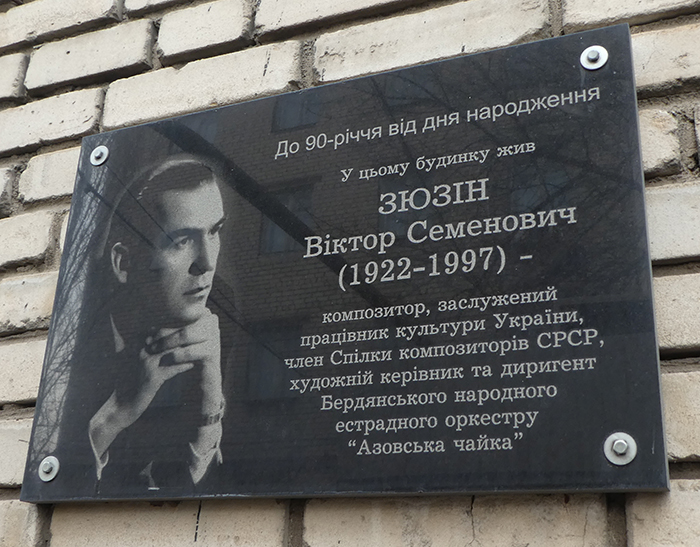 До 90-річчя від дня народження
У цьому будинку жив
ЗЮЗІН
Віктор Семенович
(1922-1997) –
композитор, заслужений
працівник культури України,
член Спілки композиторів СРСР,
художній керівник та диригент
Бердянського народного
естрадного оркестру
“Азовська чайка”